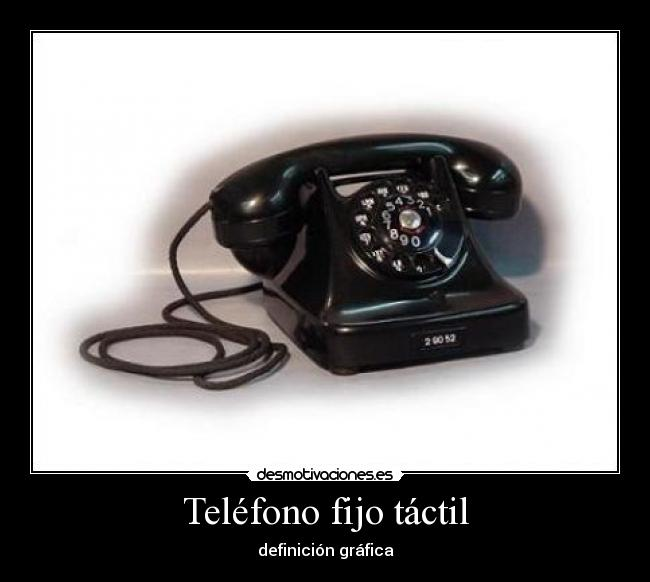 2 90 52
desmotivaciones.es
Teléfono fijo táctil
definición gráfica